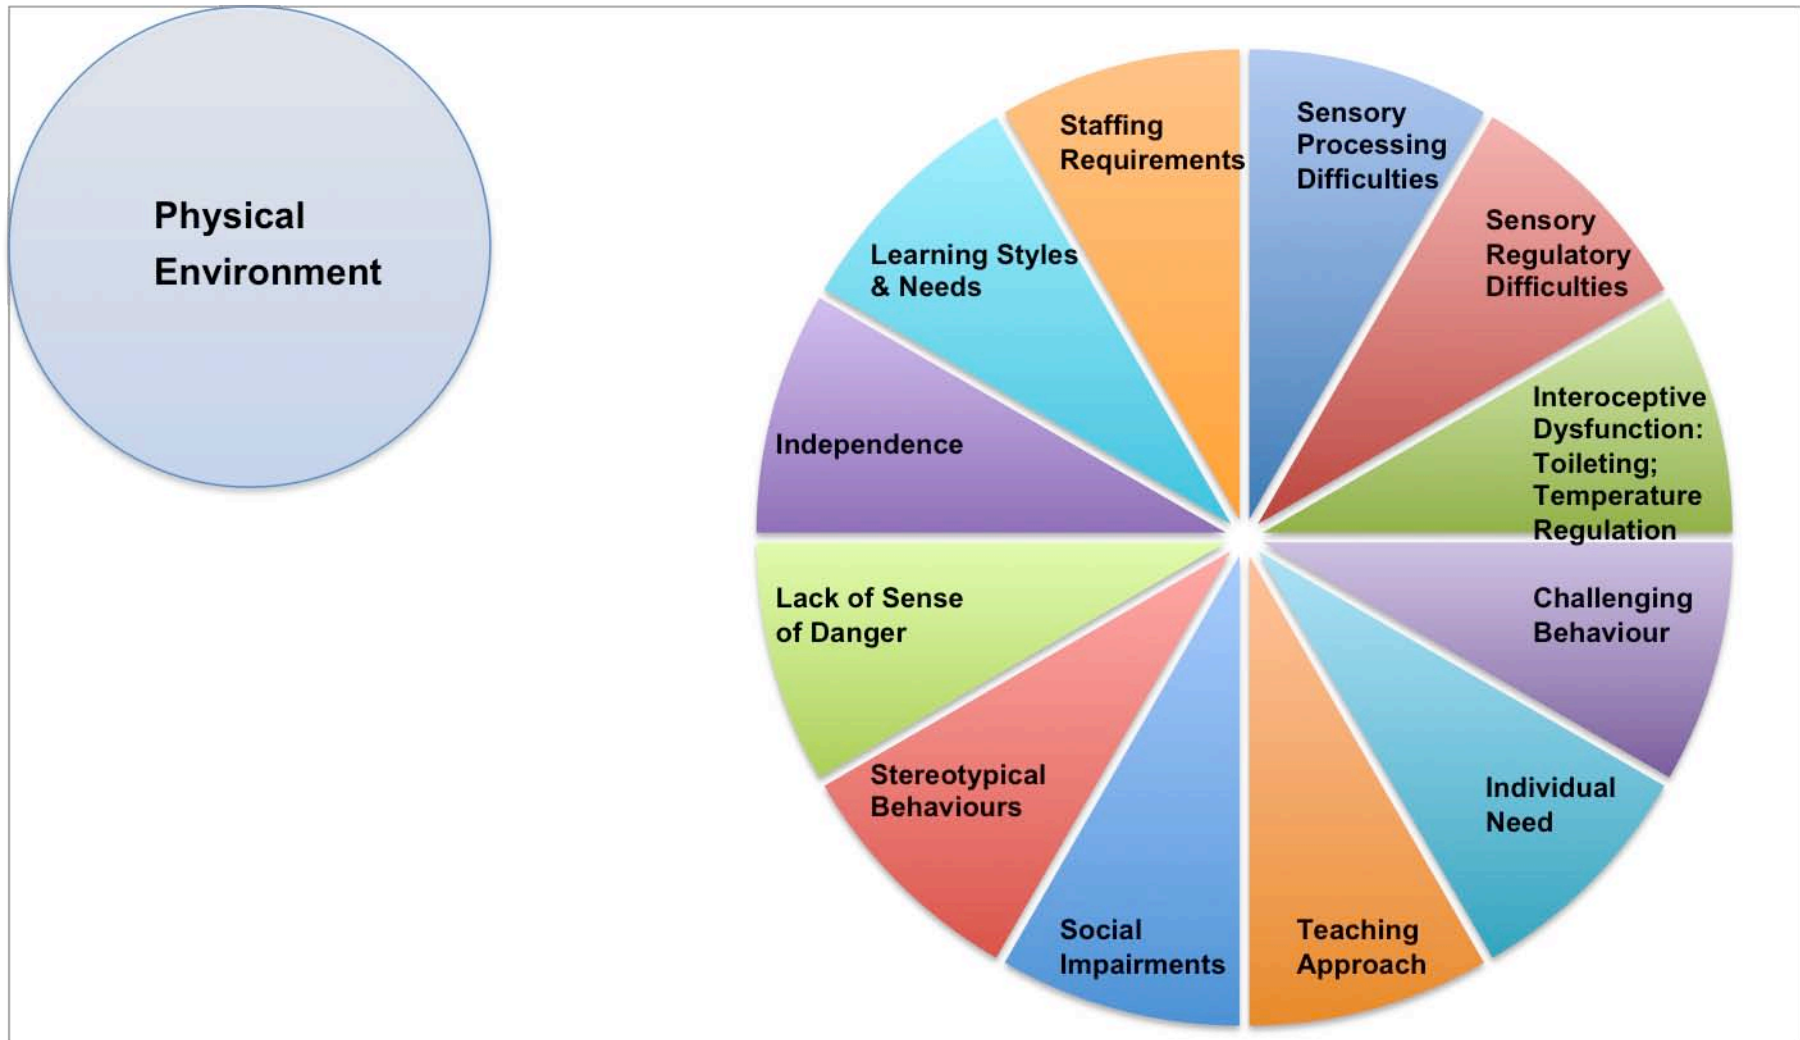 Physical
Environment
Sensory
Processing
Difficulties
Sensory
Regulatory
Difficulties
Interoceptive
Dysfunction:
Toileting;
Temperature
Regulation
Challenging
Behaviour
Individual
Need
Teaching
Approach
Social
Impairments
Stereotypical
Behaviours
Lack of Sense
of Danger
Independence
Learning Styles
& Needs
Staffing
Requirements